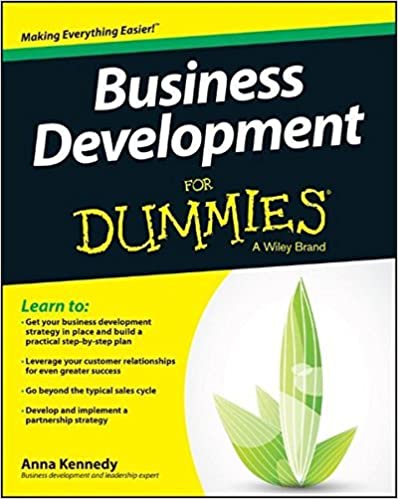 Making Everything Easier!™
Business
Development
FOR
DUMMIES®
A Wiley Brand
Learn to:
• Get your business development
strategy in place and build a
practical step-by-step plan
• Leverage your customer relationships
for even greater success
• Go beyond the typical sales cycle
• Develop and implement a
partnership strategy
Anna Kennedy
Business development and leadership expert